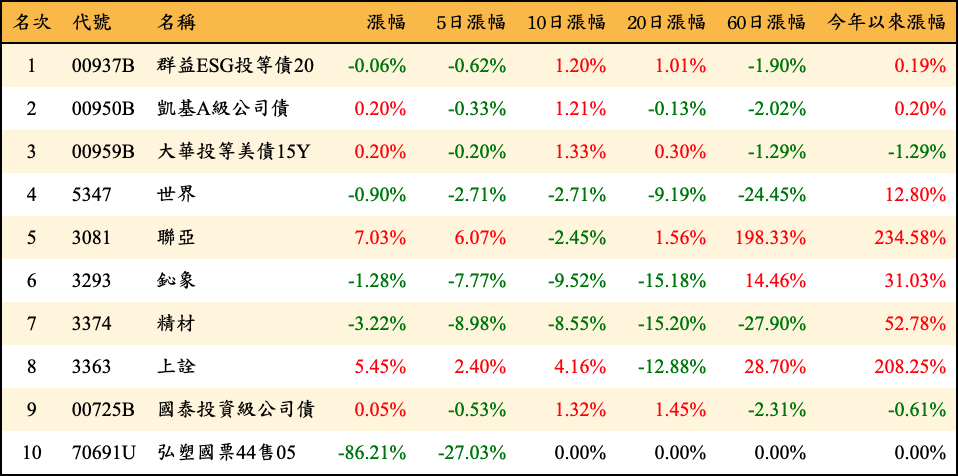 名次 代號 名稱 漲幅 5日漲幅 10日漲幅 20日漲幅 60日漲幅 今年以來漲幅
1 00937B 群益ESG投等債20 -0.06% -0.62% 1.20% 1.01% -1.90% 0.19%
2 00950B 凱基A級公司債 0.20% -0.33% 1.21% -0.13% -2.02% 0.20%
3 00959B 大華投等美債15Y 0.20% -0.20% 1.33% 0.30% -1.29% -1.29%
4 5347 世界 -0.90% -2.71% -2.71% -9.19% -24.45% 12.80%
5 3081 聯亞 7.03% 6.07% -2.45% 1.56% 198.33% 234.58%
6 3293 鈊象 -1.28% -7.77% -9.52% -15.18% 14.46% 31.03%
7 3374 精材 -3.22% -8.98% -8.55% -15.20% -27.90% 52.78%
8 3363 上詮 5.45% 2.40% 4.16% -12.88% 28.70% 208.25%
9 00725B 國泰投資級公司債 0.05% -0.53% 1.32% 1.45% -2.31% -0.61%
10 70691U 弘塑國票44售05 -86.21% -27.03% 0.00% 0.00% 0.00% 0.00%